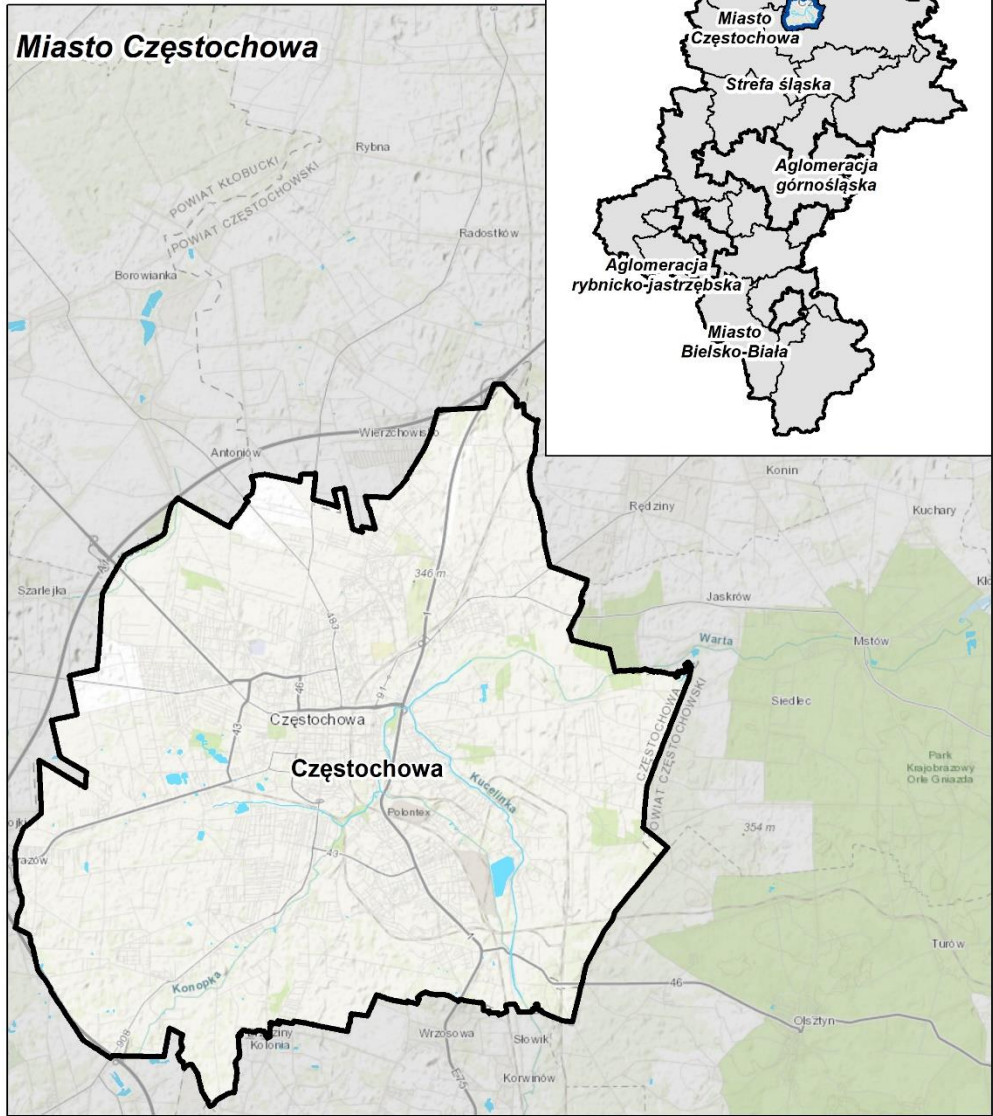 Miasto Częstochowa
Miasto
Częstochowa
Strefa śląska
Aglomeracja
górnośląska
Aglomeracja
rybnicko-jastrzębska
Miasto
Bielsko-Biała
Rybna
POWIAT KŁOBUCKI
POWIAT CZĘSTOCHOWSKI
Radostków
Borowianka
Wierzchowisko
Antoniów
Konin
Rędziny
Kuchary
346 m
Szarlejka
Jaskrów
483
1
91
Warta
Mstów
46
91
43
Częstochowa
CZĘSTOCHOWA
POWIAT CZĘSTOCHOWSKI
Siedlec
Park
Krajobrazowy
Orle Gniazda
Częstochowa
Kucelinka
Polontex
354 m
43
1
Turów
46
Konopka
Olsztyn
908
Kolonia
Wrzosowa
Słowik
E75
Korwinów